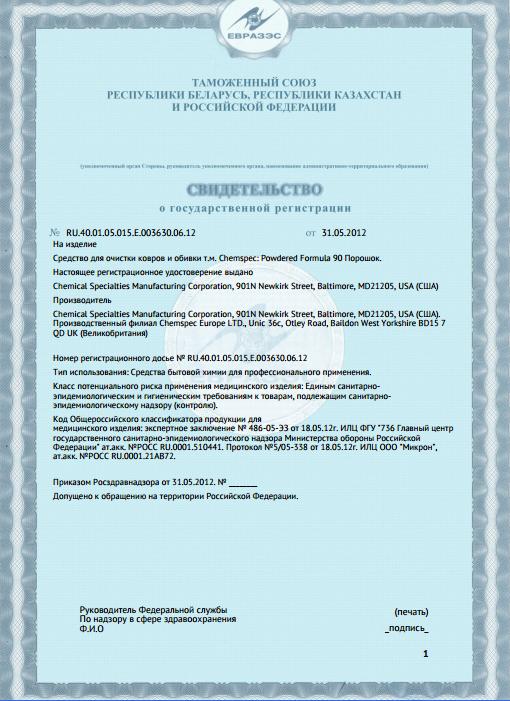 ЕВРАЗЭС
ТАМОЖЕННЫЙ СОЮЗ
РЕСПУБЛИКИ БЕЛАРУСЬ, РЕСПУБЛИКИ КАЗАХСТАН
И РОССИЙСКОЙ ФЕДЕРАЦИИ
(уполномоченный орган Стороны, руководитель уполномоченного органа, наименование административно-территориального образования)
СВИДЕТЕЛЬСТВО
о государственной регистрации
№ RU.40.01.05.015.E.003630.06.12 от 31.05.2012
На изделие
Средство для очистки ковров и обивки т.м. Chemspec: Powdered Formula 90 Порошок.
Настоящее регистрационное удостоверение выдано
Chemical Specialties Manufacturing Corporation, 901N Newkirk Street, Baltimore, MD21205, USA (США)
Производитель
Chemical Specialties Manufacturing Corporation, 901N Newkirk Street, Baltimore, MD21205, USA (США).
Производственный филиал Chemspec Europe LTD., Unic 36c, Otley Road, Baildon West Yorkshire BD15 7
QD UK (Великобритания)
Номер регистрационного досье № RU.40.01.05.015.E.003630.06.12
Тип использования: Средства бытовой химии для профессионального применения.
Класс потенциального риска применения медицинского изделия: Единым санитарно-
эпидемиологическим и гигиеническим требованиям к товарам, подлежащим санитарно-
эпидемиологическому надзору (контролю).
Код Общероссийского классификатора продукции для
медицинского изделия: экспертное заключение № 486-05-ЭЗ от 18.05.12г. ИЛЦ ФГУ "736 Главный центр
государственного санитарно-эпидемиологического надзора Министерства обороны Российской
Федерации" ат.акк. №РОСС RU.0001.510441. Протокол №5/05-338 от 18.05.12г. ИЛЦ ООО "Микрон",
ат.акк. №РОСС RU.0001.21АВ72.
Приказом Росздравнадзора от 31.05.2012. № ______
Допущено к обращению на территории Российской Федерации.
Руководитель Федеральной службы (печать)
По надзору в сфере здравоохранения
Ф.И.О _подпись_
1